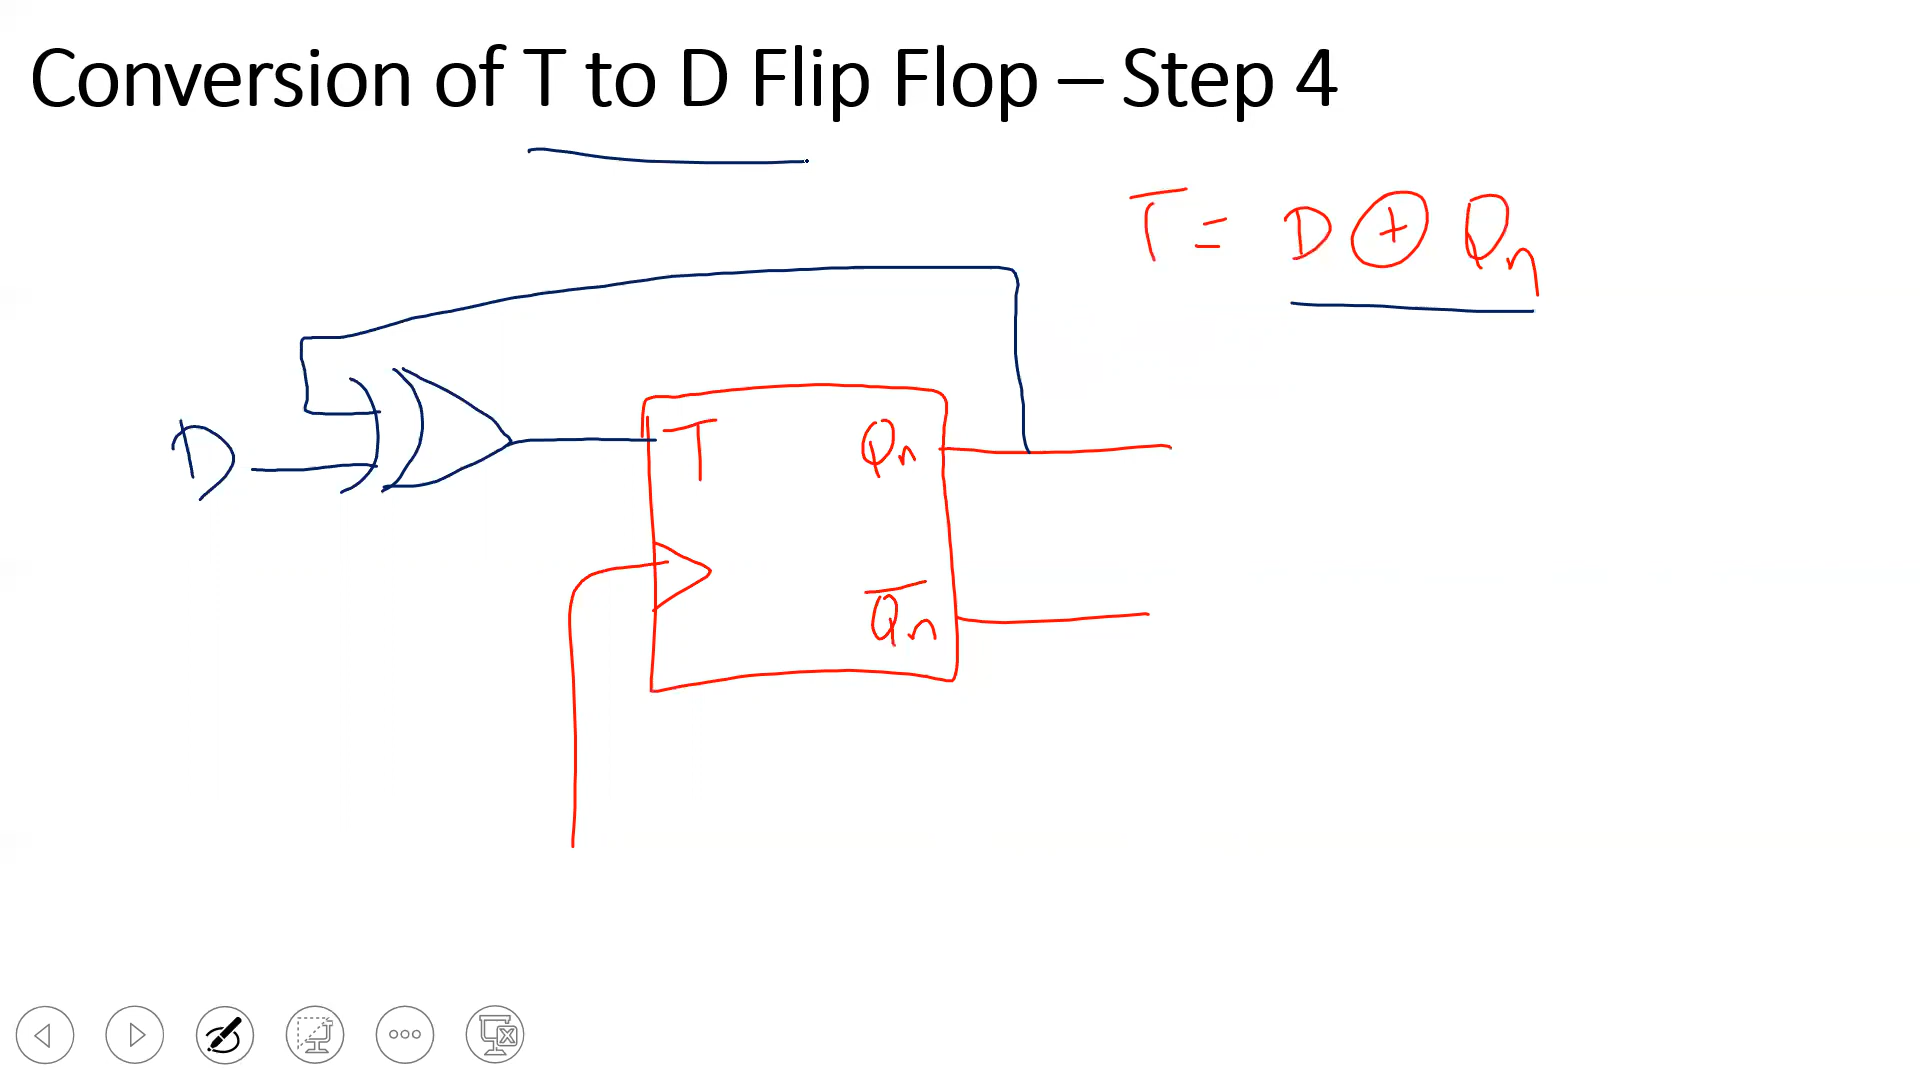 Conversion of T to D Flip Flop – Step 4
T = D ⊕ Qn
D
T
Qn
Q̅n